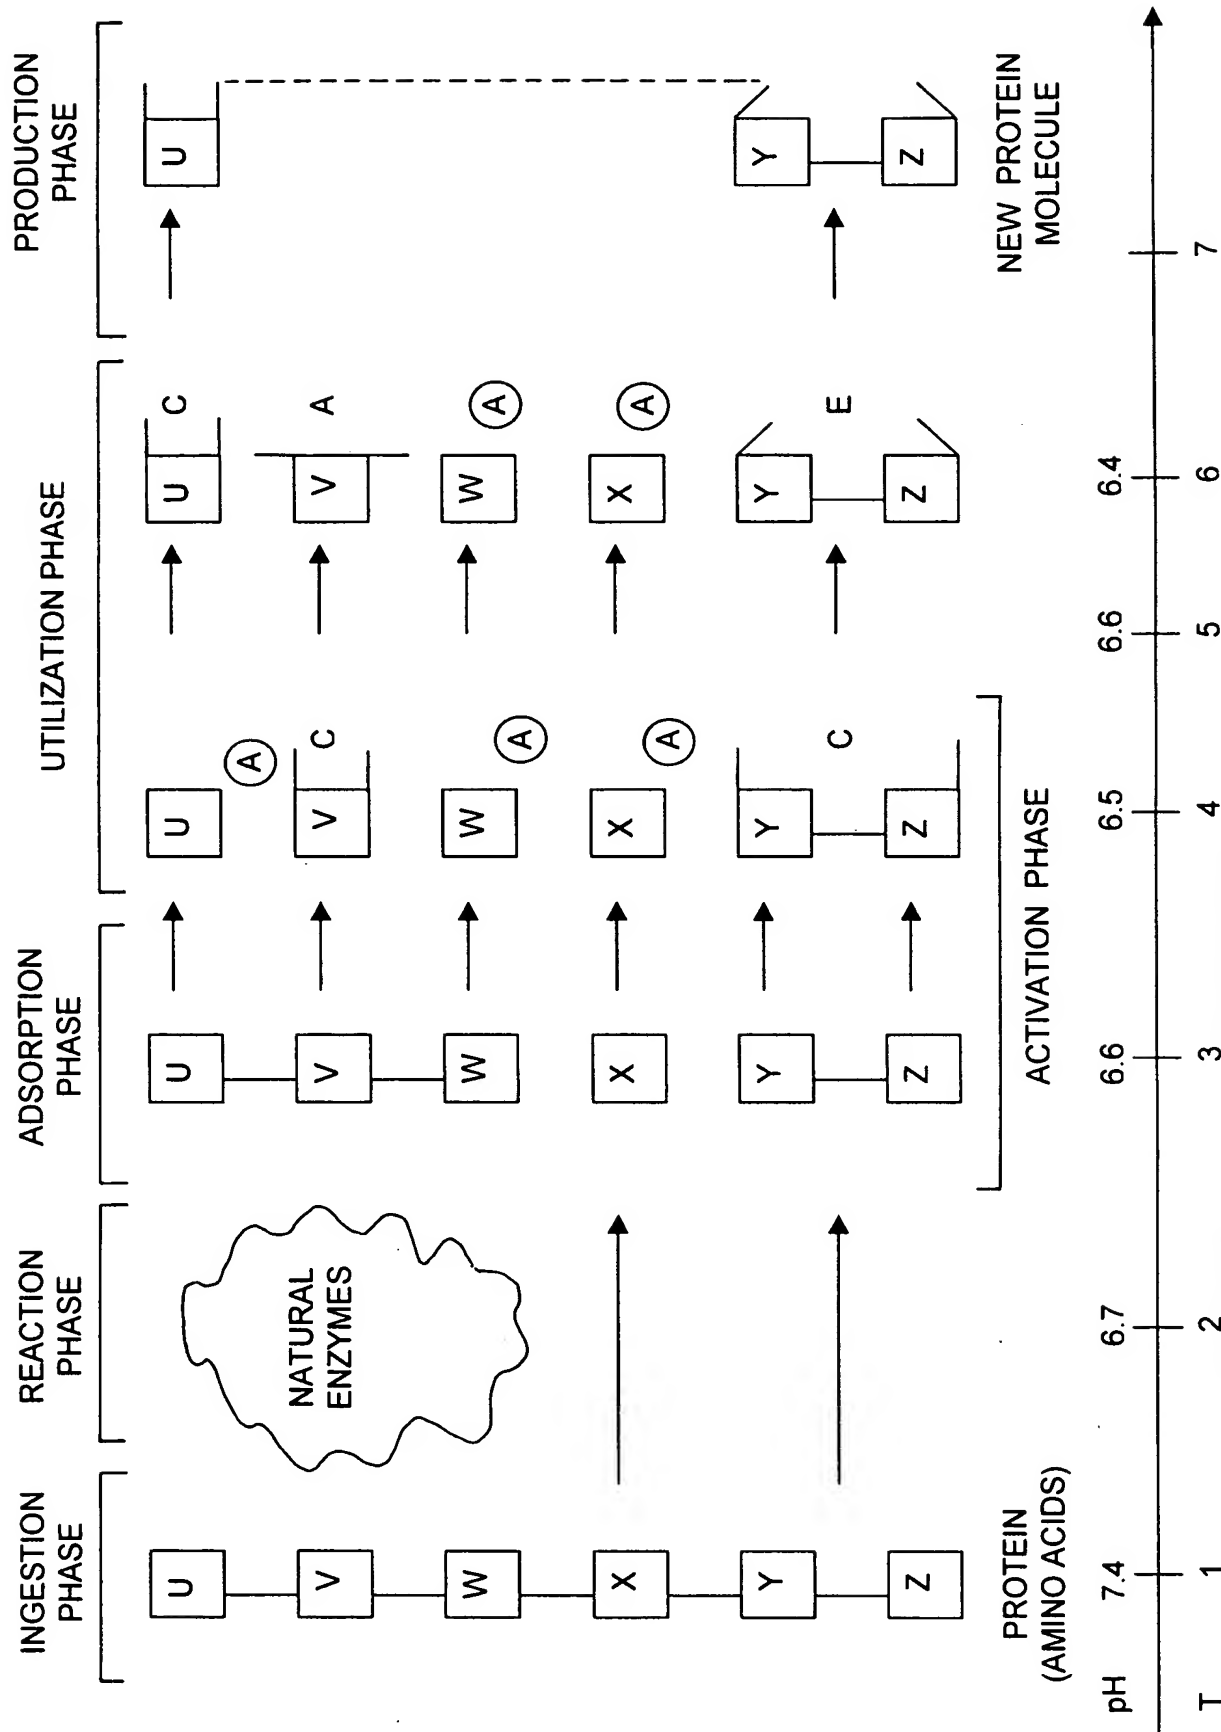 INGESTION
PHASE
REACTION
PHASE
ADSORPTION
PHASE
UTILIZATION PHASE
PRODUCTION
PHASE
U
V
W
X
Y
Z
NATURAL
ENZYMES
U
V
W
X
Y
Z
U
A
V
C
W
A
X
A
Y
C
Z
U
C
V
A
W
A
X
A
Y
E
Z
U
Y
Z
PROTEIN
(AMINO ACIDS)
ACTIVATION PHASE
NEW PROTEIN
MOLECULE
pH 7.4 6.7 6.6 6.5 6.6 6.4
T 1 2 3 4 5 6 7